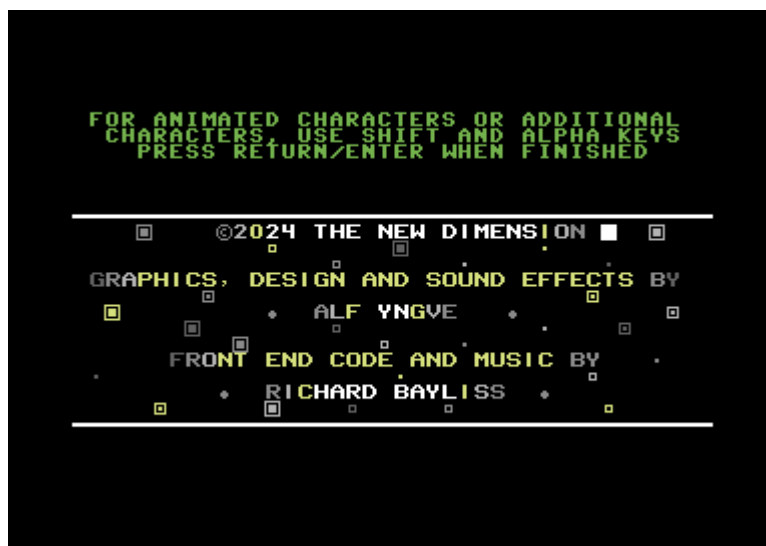 FOR ANIMATED CHARACTERS OR ADDITIONAL
CHARACTERS, USE SHIFT AND ALPHA KEYS
PRESS RETURN/ENTER WHEN FINISHED
©2024 THE NEW DIMENSION
GRAPHICS, DESIGN AND SOUND EFFECTS BY
ALF YNGVE
FRONT END CODE AND MUSIC BY
RICHARD BAYLISS